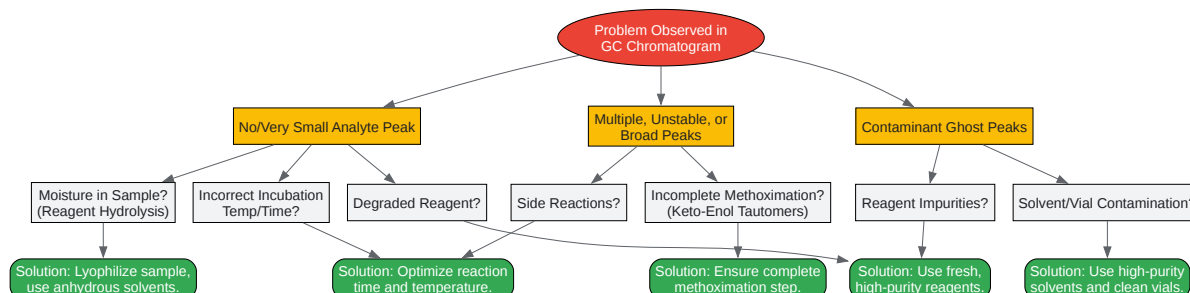 Problem Observed in
GC Chromatogram
No/Very Small Analyte Peak
Multiple, Unstable, or
Broad Peaks
Contaminant Ghost Peaks
Moisture in Sample?
(Reagent Hydrolysis)
Incorrect Incubation
Temp/Time?
Degraded Reagent?
Side Reactions?
Incomplete Methoximation?
(Keto-Enol Tautomers)
Reagent Impurities?
Solvent/Vial Contamination?
Solution: Lyophilize sample,
use anhydrous solvents.
Solution: Optimize reaction
time and temperature.
Solution: Ensure complete
methoximation step.
Solution: Use fresh,
high-purity reagents.
Solution: Use high-purity
solvents and clean vials.